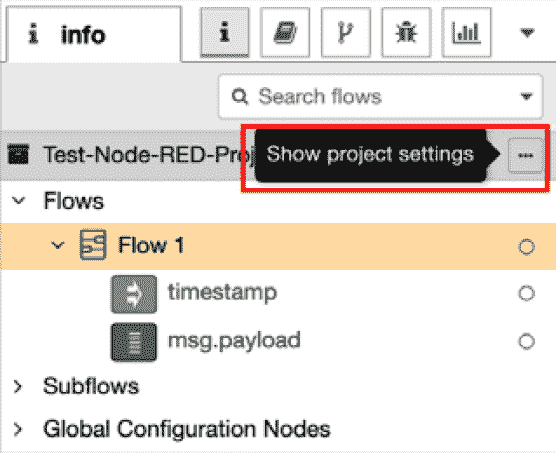 info
Search flows
Test-Node-RED-Proj
Show project settings
Flows
Flow 1
timestamp
msg.payload
Subflows
Global Configuration Nodes